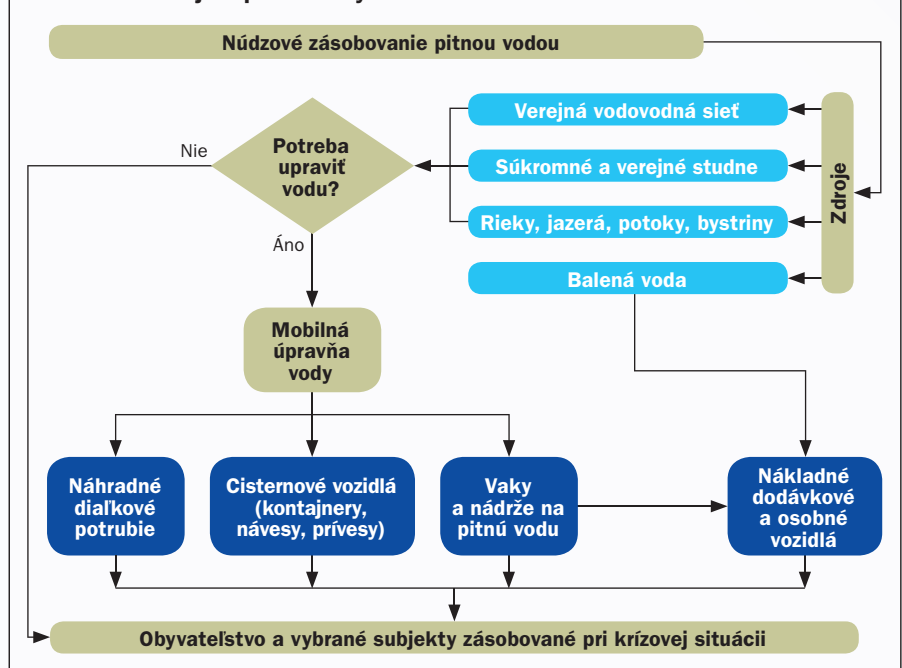 Núdzové zásobovanie pitnou vodou
Verejná vodovodná sieť
Súkromné a verejné studne
Rieky, jazerá, potoky, bystriny
Balená voda
Zdroje
Potreba
upraviť
vodu?
Nie
Áno
Mobilná
úpravňa
vody
Náhradné
diaľkové
potrubie
Cisternové vozidlá
(kontajnery,
návesy, prívesy)
Vaky
a nádrže na
pitnú vodu
Nákladné
dodávkové
a osobné
vozidlá
Obyvateľstvo a vybrané subjekty zásobované pri krízovej situácii